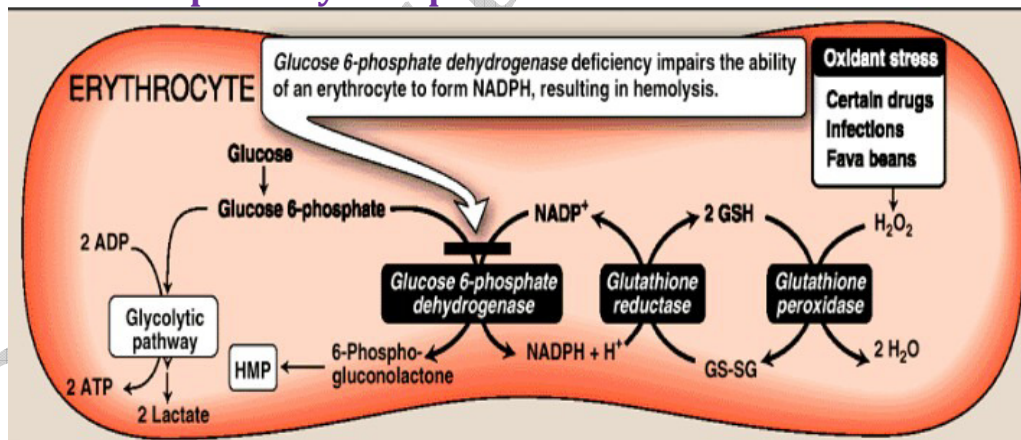 Glucose 6-phosphate dehydrogenase deficiency impairs the ability
of an erythrocyte to form NADPH, resulting in hemolysis.
ERYTHROCYTE
Oxidant stress
Certain drugs
Infections
Fava beans
Glucose
Glucose 6-phosphate
NADP+
2 GSH
H2O2
2 ADP
Glycolytic
pathway
2 ATP
2 Lactate
Glucose 6-phosphate
dehydrogenase
Glutathione
reductase
Glutathione
peroxidase
HMP
6-Phospho-
gluconolactone
NADPH + H+
GS-SG
2 H2O